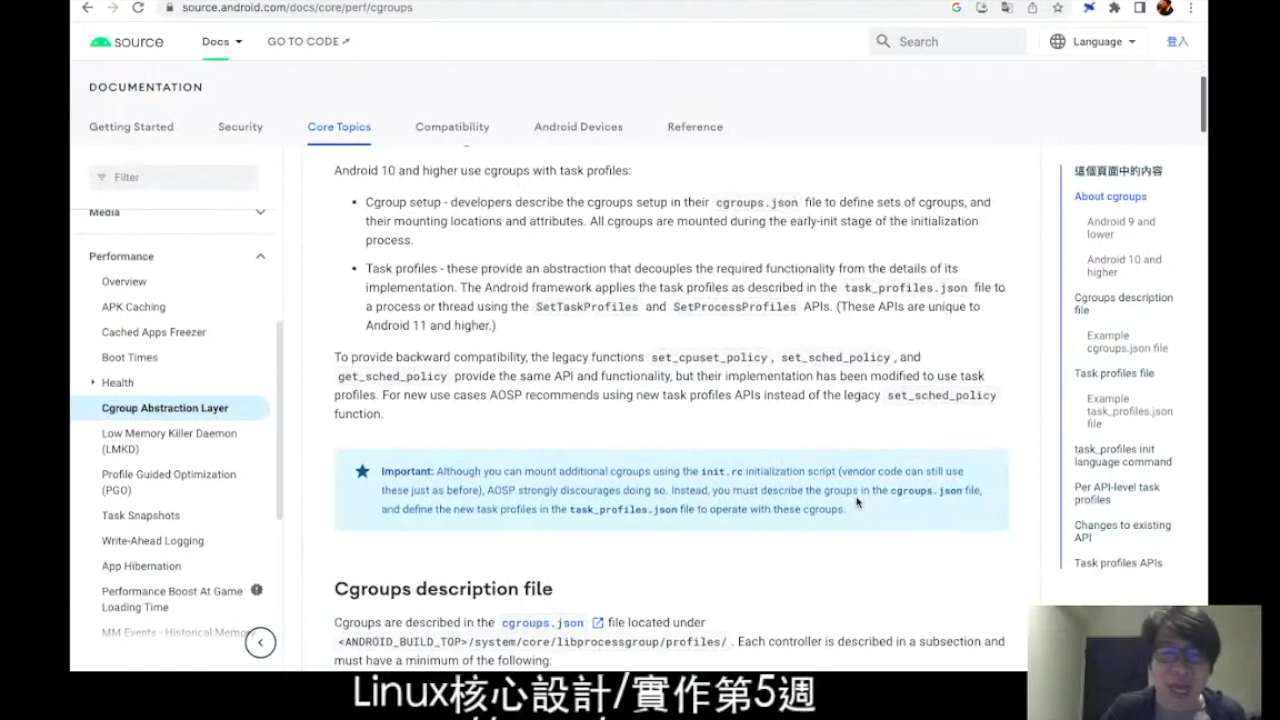 source.android.com/docs/core/perf/cgroups
source
Docs
GO TO CODE
Search
Language
登入
DOCUMENTATION
Getting Started
Security
Core Topics
Compatibility
Android Devices
Reference
Filter
Media
Performance
Overview
APK Caching
Cached Apps Freezer
Boot Times
Health
Cgroup Abstraction Layer
Low Memory Killer Daemon
(LMKD)
Profile Guided Optimization
(PGO)
Task Snapshots
Write-Ahead Logging
App Hibernation
Performance Boost At Game
Loading Time
MM Events - Historical Memory
Android 10 and higher use cgroups with task profiles:
• Cgroup setup - developers describe the cgroups setup in their cgroups.json file to define sets of cgroups, and
their mounting locations and attributes. All cgroups are mounted during the early-init stage of the initialization
process.
• Task profiles - these provide an abstraction that decouples the required functionality from the details of its
implementation. The Android framework applies the task profiles as described in the task_profiles.json file to
a process or thread using the SetTaskProfiles and SetProcessProfiles APIs. (These APIs are unique to
Android 11 and higher.)
To provide backward compatibility, the legacy functions set_cpuset_policy, set_sched_policy, and
get_sched_policy provide the same API and functionality, but their implementation has been modified to use task
profiles. For new use cases AOSP recommends using new task profiles APIs instead of the legacy set_sched_policy
function.
Important: Although you can mount additional cgroups using the init.rc initialization script (vendor code can still use
these just as before), AOSP strongly discourages doing so. Instead, you must describe the groups in the cgroups.json file,
and define the new task profiles in the task_profiles.json file to operate with these cgroups.
Cgroups description file
Cgroups are described in the cgroups.json file located under
<ANDROID_BUILD_TOP>/system/core/libprocessgroup/profiles/. Each controller is described in a subsection and
must have a minimum of the following:
這個頁面中的內容
About cgroups
Android 9 and
lower
Android 10 and
higher
Cgroups description
file
Example
cgroups.json file
Task profiles file
Example
task_profiles.json
file
task_profiles init
language command
Per API-level task
profiles
Changes to existing
API
Task profiles APIs
Linux核心設計/實作第5週